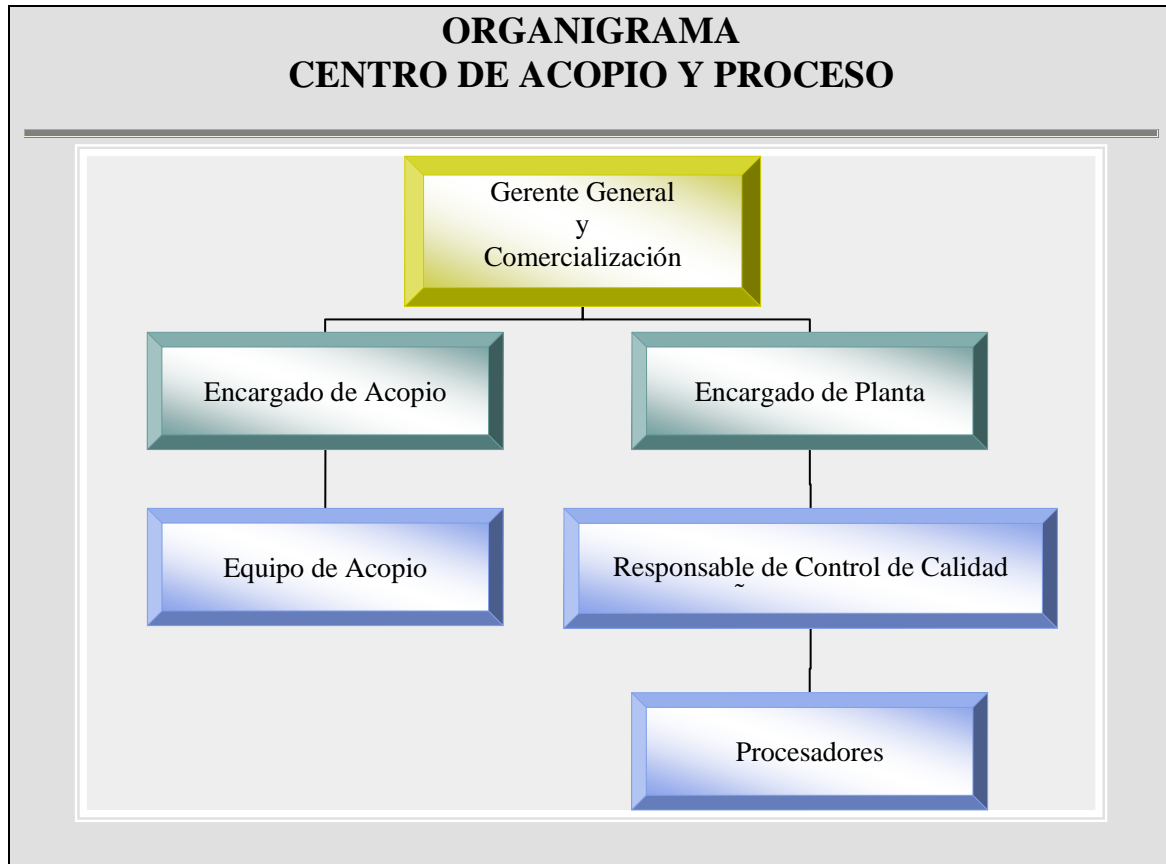 ORGANIGRAMA
CENTRO DE ACOPIO Y PROCESO
Gerente General
y
Comercialización
Encargado de Acopio
Encargado de Planta
Equipo de Acopio
Responsable de Control de Calidad
~
Procesadores